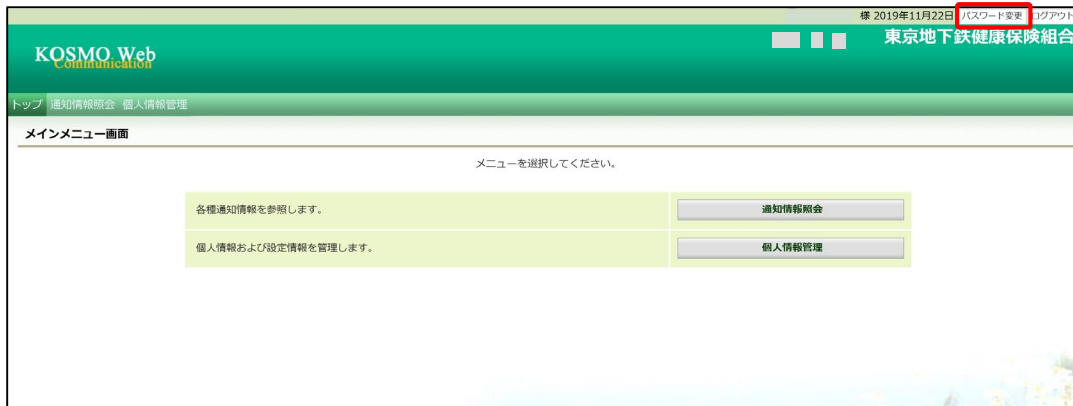 様 2019年11月22日 パスワード変更 ログアウト
東京地下鉄健康保険組合
KOSMO Web
Communication
トップ 通知情報照会 個人情報管理
メインメニュー画面
メニューを選択してください。
各種通知情報を参照します。 通知情報照会
個人情報および設定情報を管理します。 個人情報管理